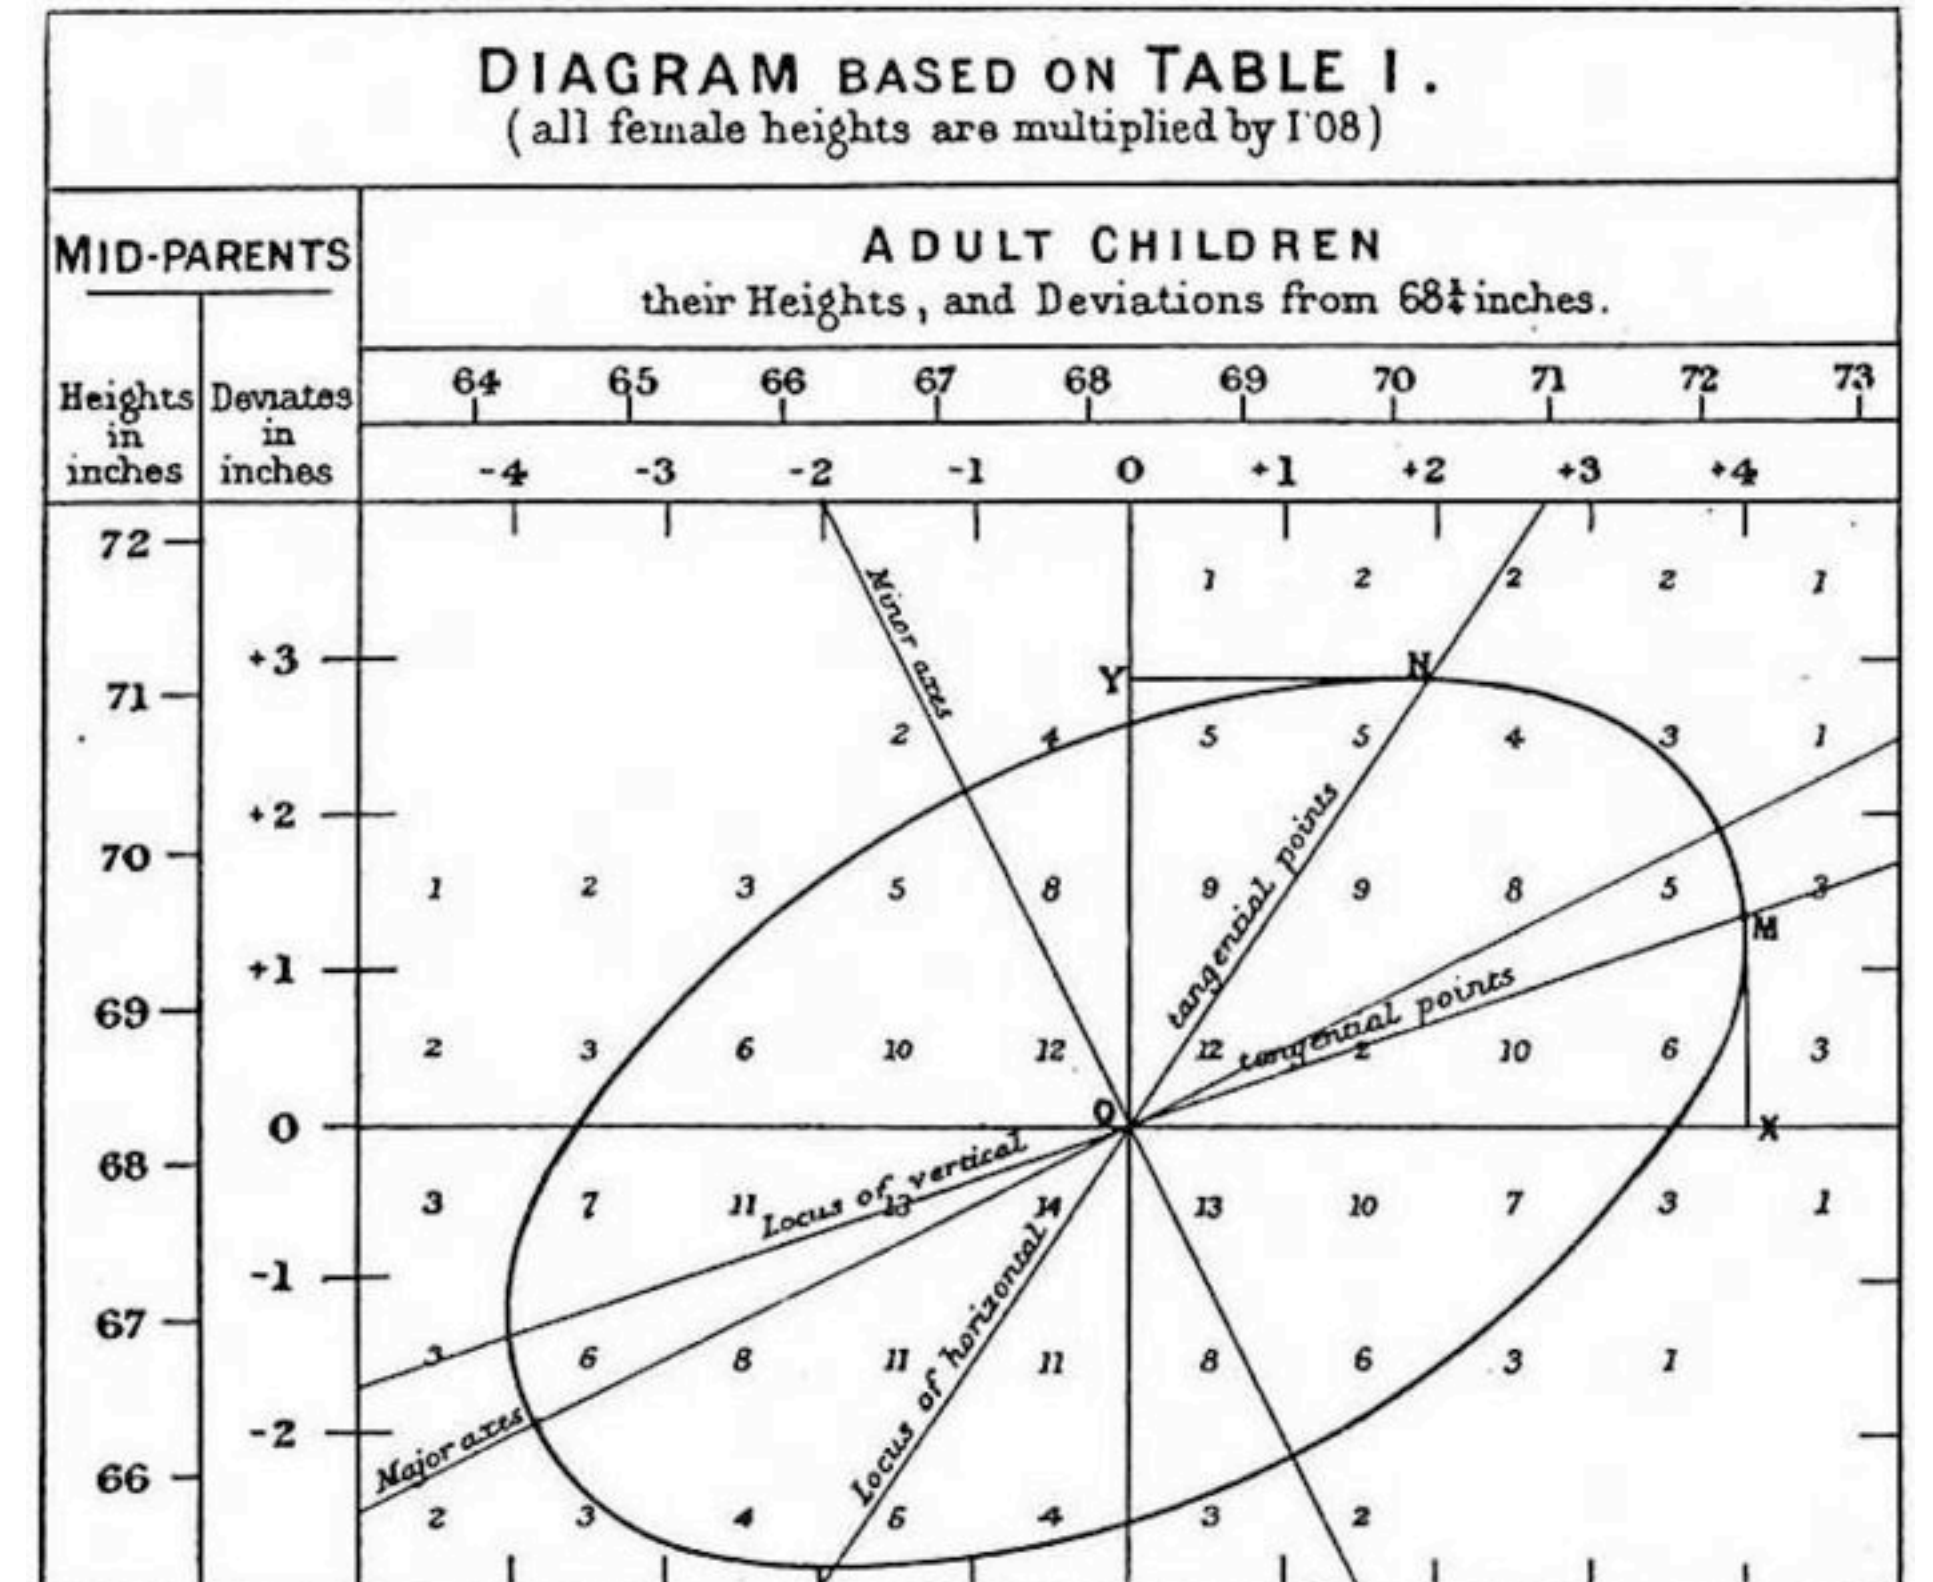 DIAGRAM BASED ON TABLE I.
(all female heights are multiplied by 1·08)
MID-PARENTS
ADULT CHILDREN
their Heights, and Deviations from 68¼ inches.
Heights in inches
Deviates in inches
64 65 66 67 68 69 70 71 72 73
-4 -3 -2 -1 0 +1 +2 +3 +4
72
1 2 2 2 1
Minor axes
+3
Y N
71
2 4 5 5 4 3 1
+2
tangential points
70
1 2 3 5 8 9 9 8 5 3
M
+1
tangential points
69
2 3 6 10 12 12 2 10 6 3
O
0
X
68
Locus of vertical
3 7 11 13 14 13 10 7 3 1
-1
Locus of horizontal
67
3 6 8 11 11 8 6 3 1
Major axes
-2
66
2 3 4 6 4 3 2